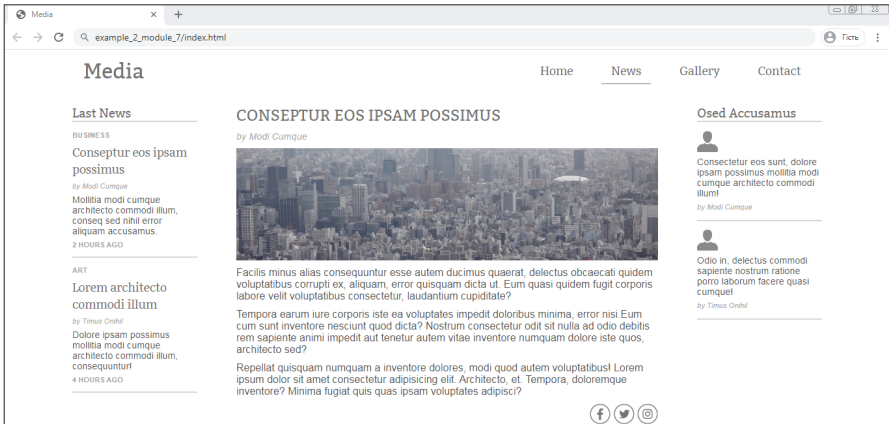 Media
example_2_module_7/index.html
Гість
Media
Home News Gallery Contact
Last News
BUSINESS
Conseptur eos ipsam
possimus
by Modi Cumque
Mollitia modi cumque
architecto commodi illum,
conseq sed nihil error
aliquam accusamus.
2 HOURS AGO
ART
Lorem architecto
commodi illum
by Timus Onihil
Dolore ipsam possimus
mollitia modi cumque
architecto commodi illum,
consequuntur!
4 HOURS AGO
CONSEPTUR EOS IPSAM POSSIMUS
by Modi Cumque
Facilis minus alias consequuntur esse autem ducimus quaerat, delectus obcaecati quidem
voluptatibus corrupti ex, aliquam, error quisquam dicta ut. Eum quasi quidem fugit corporis
labore velit voluptatibus consectetur, laudantium cupiditate?
Tempora earum iure corporis iste ea voluptates impedit doloribus minima, error nisi.Eum
cum sunt inventore nesciunt quod dicta? Nostrum consectetur odit sit nulla ad odio debitis
rem sapiente animi impedit aut tenetur autem vitae inventore numquam dolore iste quos,
architecto sed?
Repellat quisquam numquam a inventore dolores, modi quod autem voluptatibus! Lorem
ipsum dolor sit amet consectetur adipisicing elit. Architecto, et. Tempora, doloremque
inventore? Minima fugiat quis quas ipsam voluptates adipisci?
Osed Accusamus
Consectetur eos sunt, dolore
ipsam possimus mollitia modi
cumque architecto commodi
illum!
by Modi Cumque
Odio in, delectus commodi
sapiente nostrum ratione
porro laborum facere quasi
cumque!
by Timus Onihil